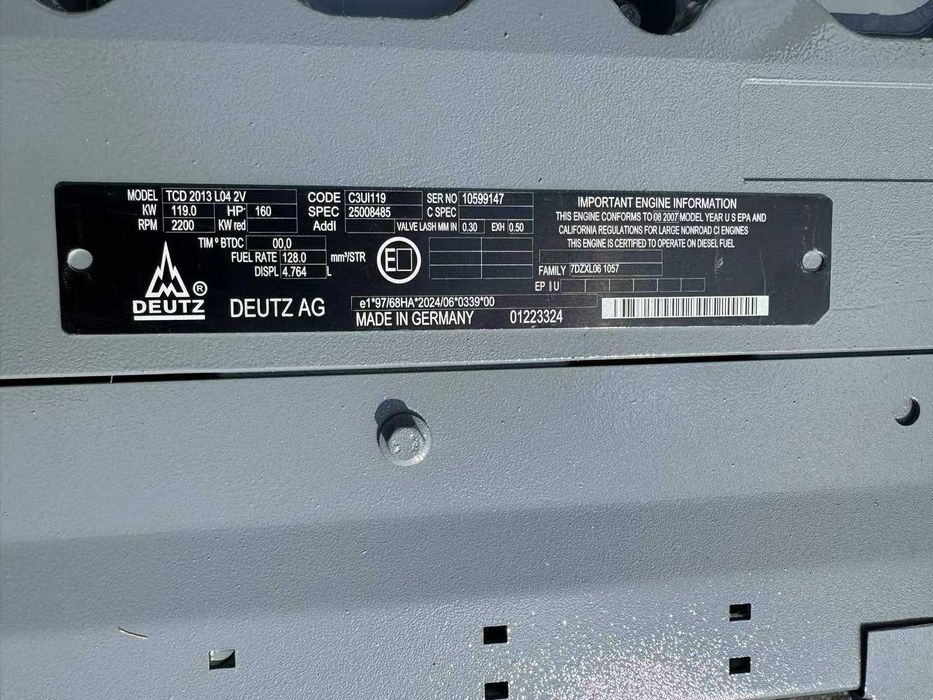 MODEL TCD 2013 L04 2V CODE C3UI119 SER NO 10599147
KW 119.0 HP 160 SPEC 25008485 C SPEC
RPM 2200 KW red Addl VALVE LASH MM IN 0.30 EXH 0.50
TIM° BTDC 00,0
FUEL RATE 128.0 mm³/STR
DISPL 4.764 L
E
IMPORTANT ENGINE INFORMATION
THIS ENGINE CONFORMS TO 08 2007 MODEL YEAR U S EPA AND
CALIFORNIA REGULATIONS FOR LARGE NONROAD CI ENGINES
THIS ENGINE IS CERTIFIED TO OPERATE ON DIESEL FUEL
FAMILY 7DZXL06 1057
EP I U
DEUTZ ®
DEUTZ AG
e1*97/68HA*2024/06*0339*00
MADE IN GERMANY 01223324